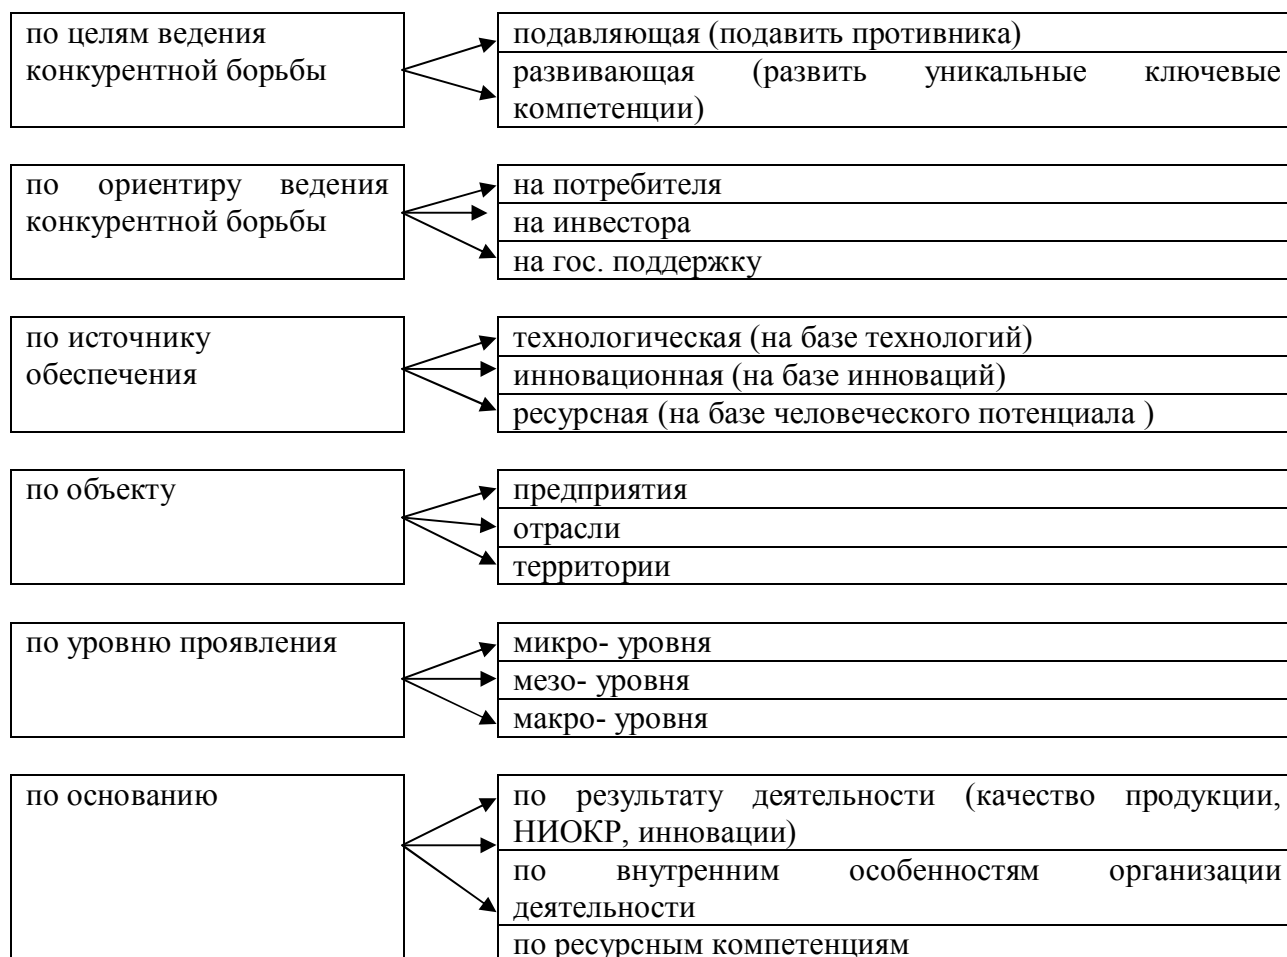 по целям ведения
конкурентной борьбы
подавляющая (подавить противника)
развивающая (развить уникальные ключевые
компетенции)
по ориентиру ведения
конкурентной борьбы
на потребителя
на инвестора
на гос. поддержку
по источнику
обеспечения
технологическая (на базе технологий)
инновационная (на базе инноваций)
ресурсная (на базе человеческого потенциала )
по объекту
предприятия
отрасли
территории
по уровню проявления
микро- уровня
мезо- уровня
макро- уровня
по основанию
по результату деятельности (качество продукции,
НИОКР, инновации)
по внутренним особенностям организации
деятельности
по ресурсным компетенциям